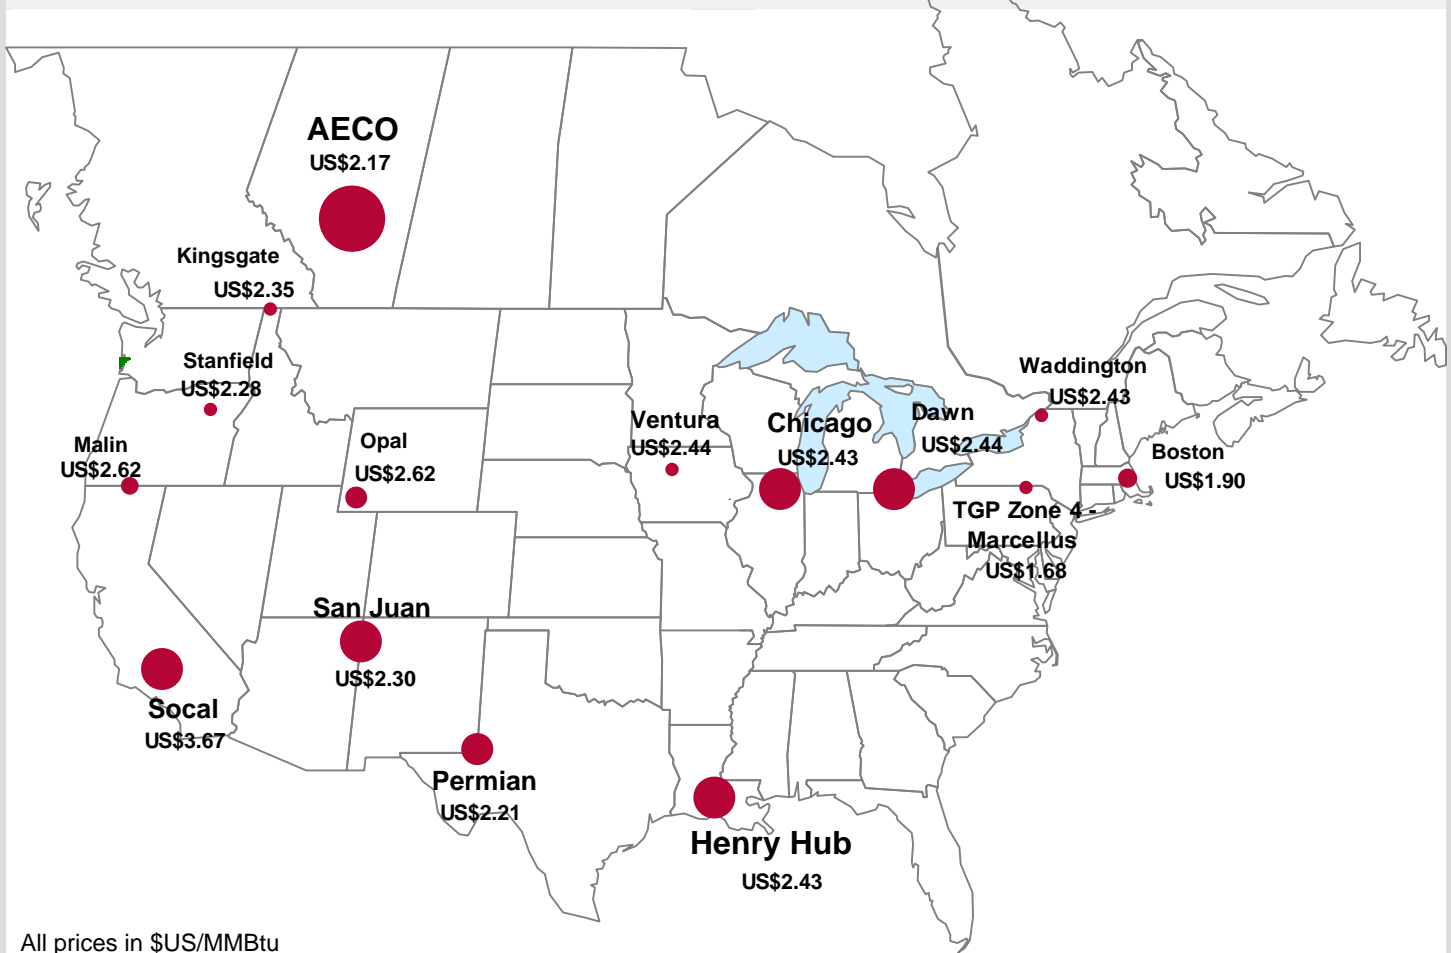 AECO
US$2.17
Kingsgate
US$2.35
Stanfield
US$2.28
Waddington
US$2.43
Malin
US$2.62
Opal
US$2.62
Ventura
US$2.44
Chicago
US$2.43
Dawn
US$2.44
Boston
US$1.90
TGP Zone 4 -
Marcellus
US$1.68
San Juan
US$2.30
Socal
US$3.67
Permian
US$2.21
Henry Hub
US$2.43
All prices in $US/MMBtu